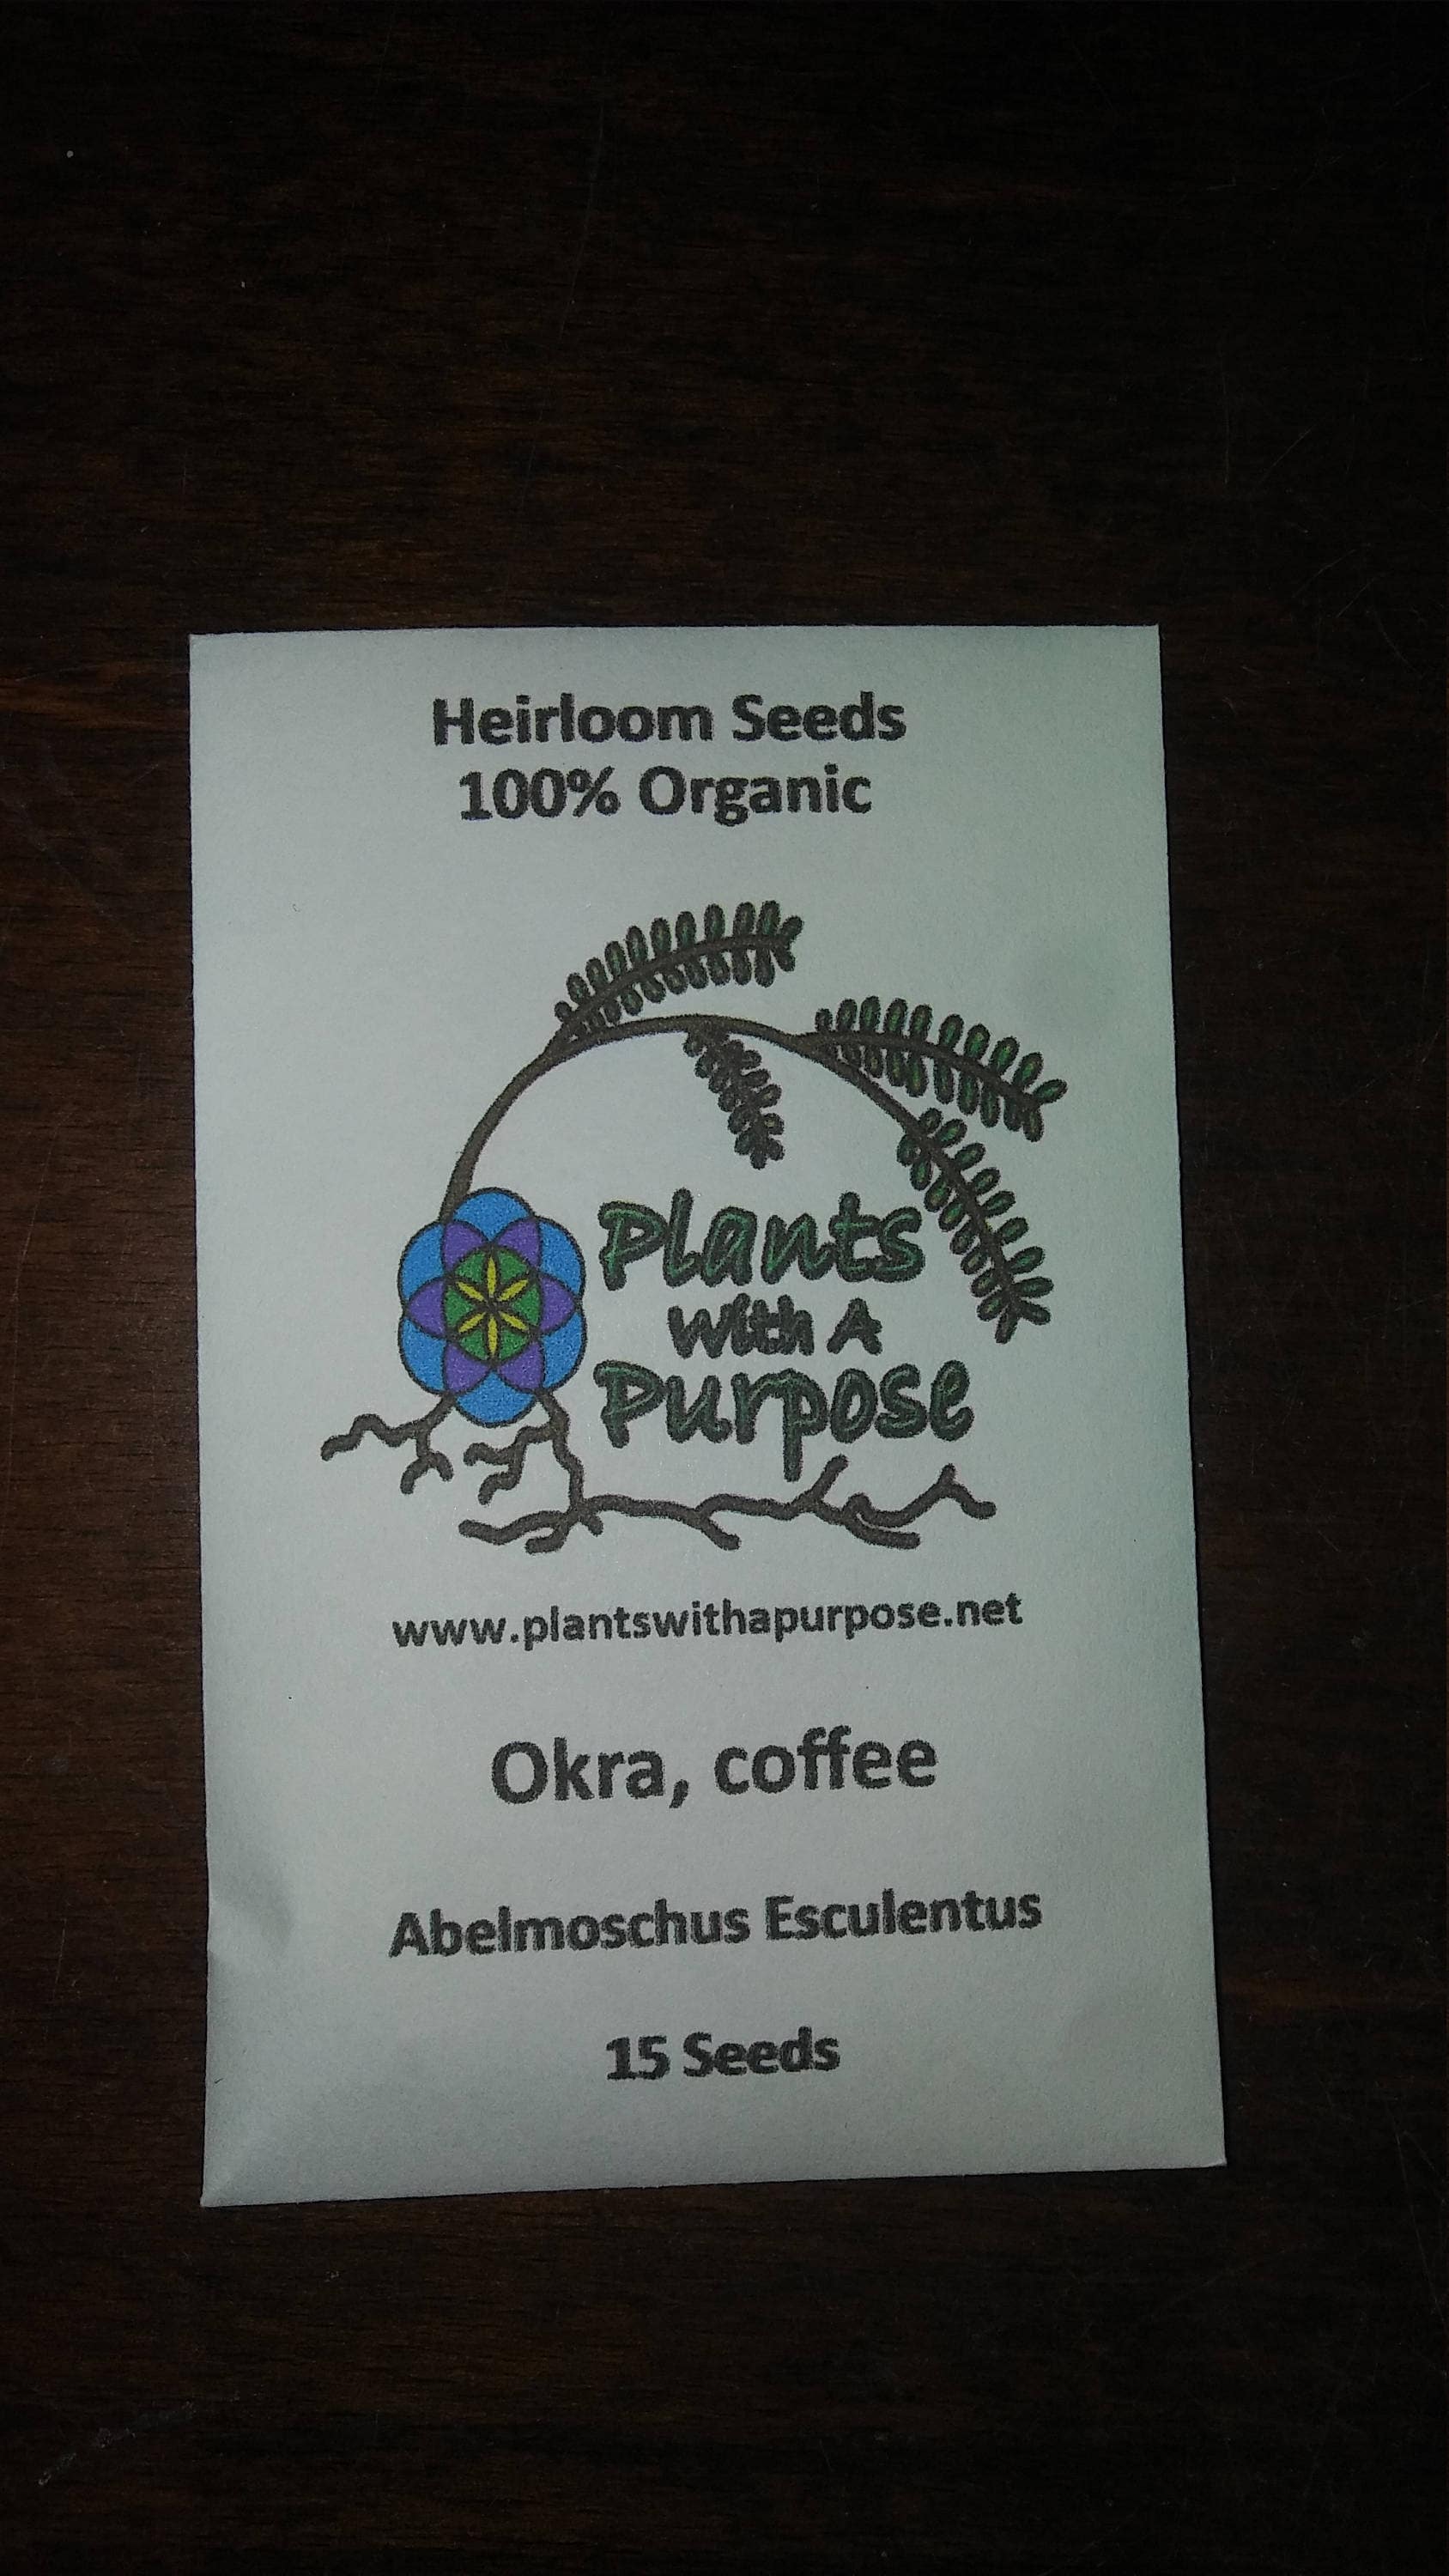 Heirloom Seeds
100% Organic
Plants
With A
Purpose
www.plantswithapurpose.net
Okra, coffee
Abelmoschus Esculentus
15 Seeds